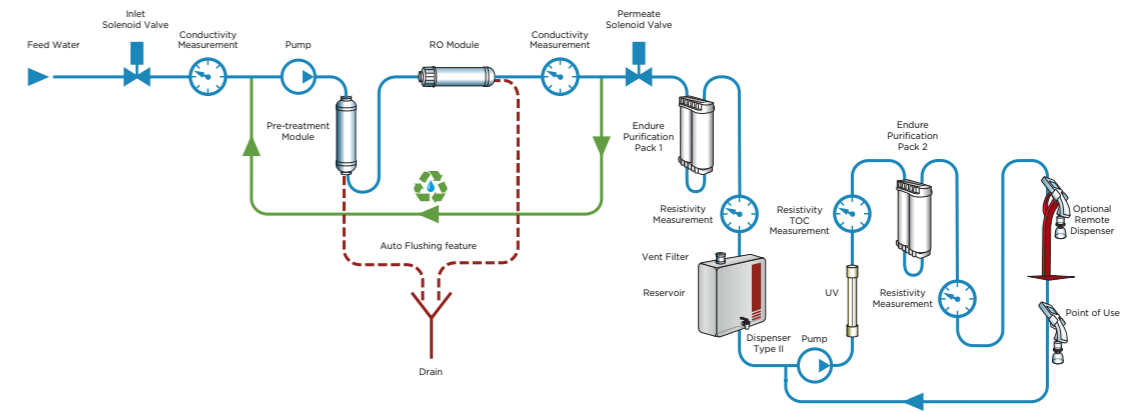 Inlet
Solenoid Valve
Permeate
Solenoid Valve
Feed Water
Conductivity
Measurement
Pump
RO Module
Conductivity
Measurement
Pre-treatment
Module
Endure
Purification
Pack 1
Endure
Purification
Pack 2
Resistivity
Measurement
Resistivity
TOC
Measurement
Optional
Remote
Dispenser
Auto Flushing feature
Vent Filter
Reservoir
UV
Resistivity
Measurement
Point of Use
Dispenser
Type II
Pump
Drain